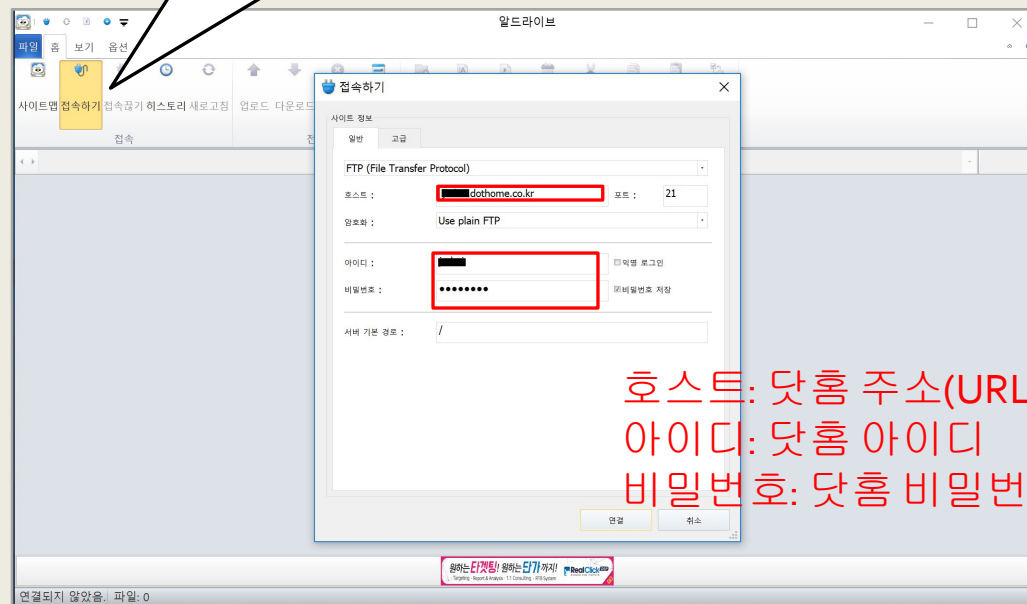 알드라이브
파일 홈 보기 옵션
사이트맵 접속하기 접속끊기 히스토리 새로고침 업로드 다운로드
접속
접속하기
사이트 정보
일반 고급
FTP (File Transfer Protocol)
호스트 : dothome.co.kr 포트 : 21
암호화 : Use plain FTP
아이디 : 익명 로그인
비밀번호 : ●●●●●●●● 비밀번호 저장
서버 기본 경로 : /
호스트: 닷홈 주소(URL
아이디: 닷홈 아이디
비밀번호: 닷홈 비밀번
연결 취소
원하는 타겟팅! 원하는 단가까지! RealClick
연결되지 않았음. 파일: 0